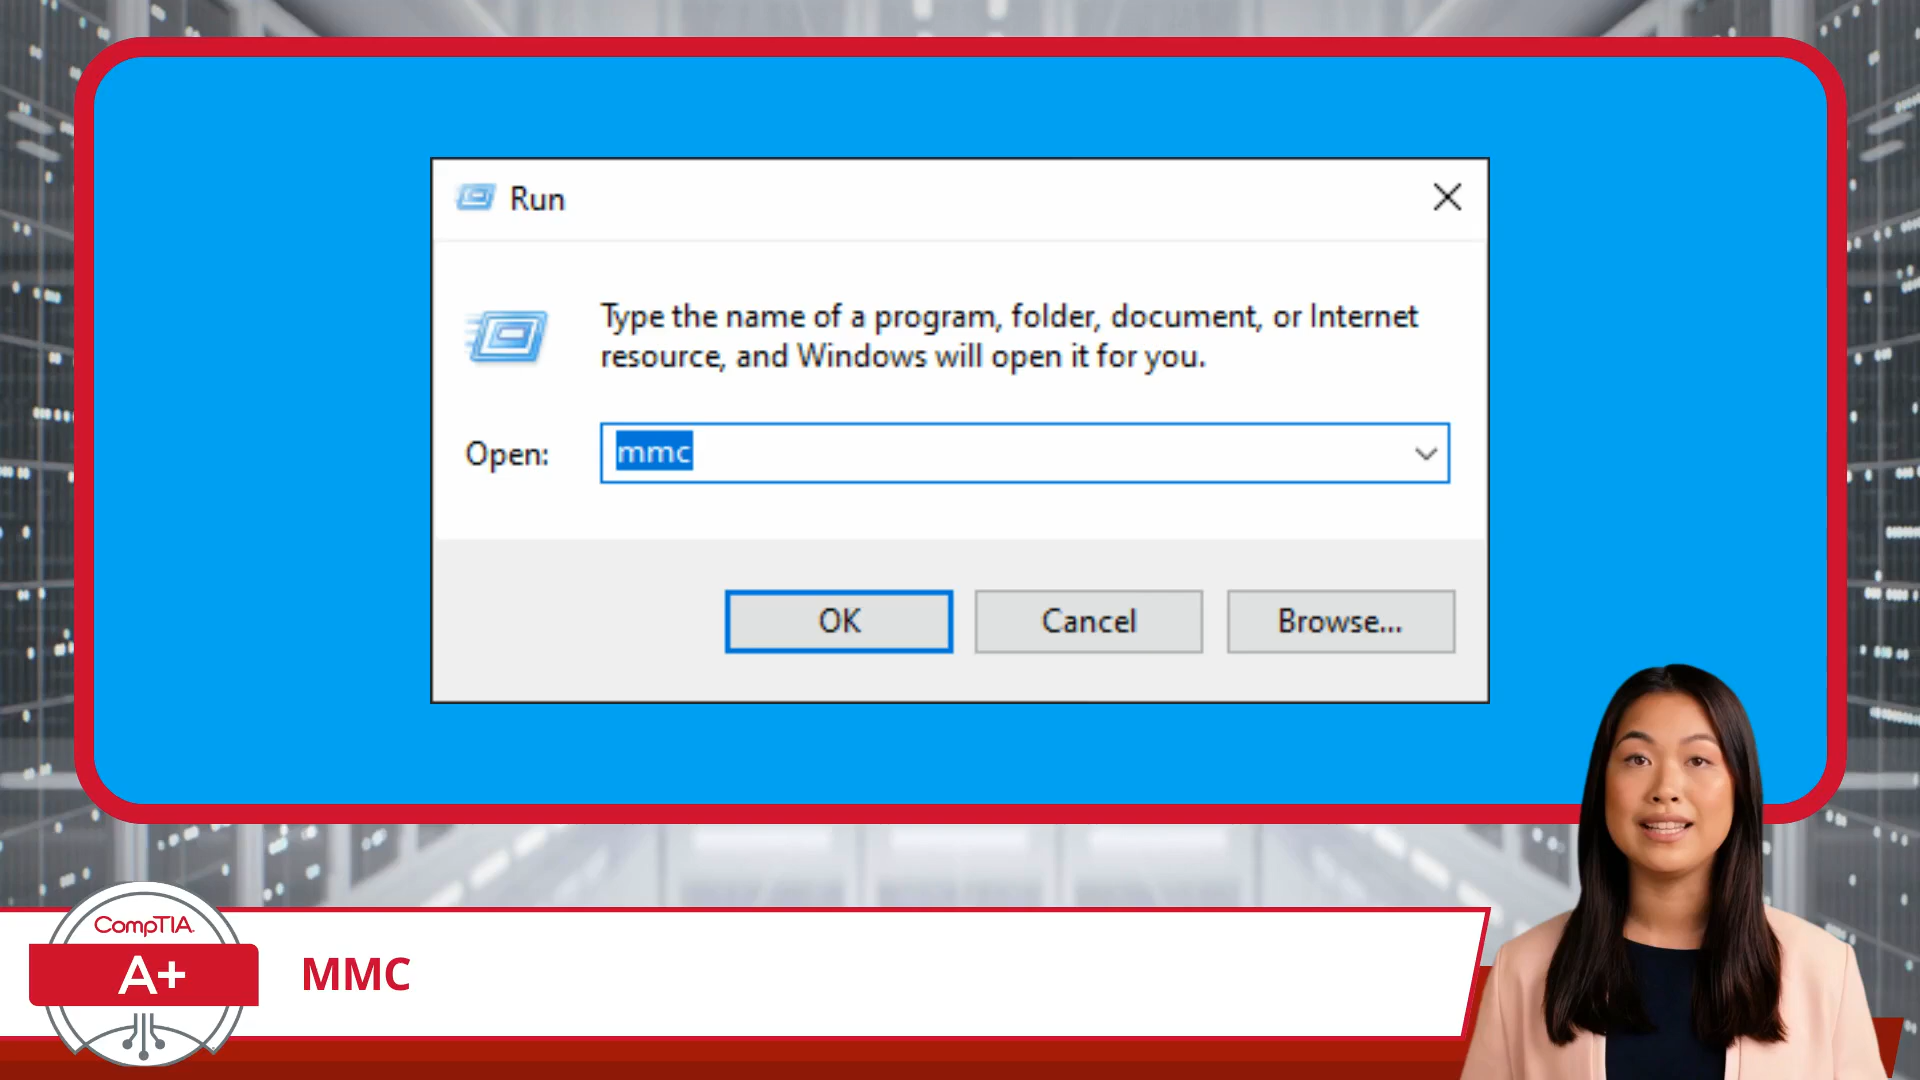 Run
Type the name of a program, folder, document, or Internet
resource, and Windows will open it for you.
Open:
mmc
OK
Cancel
Browse...
CompTIA.
A+
MMC